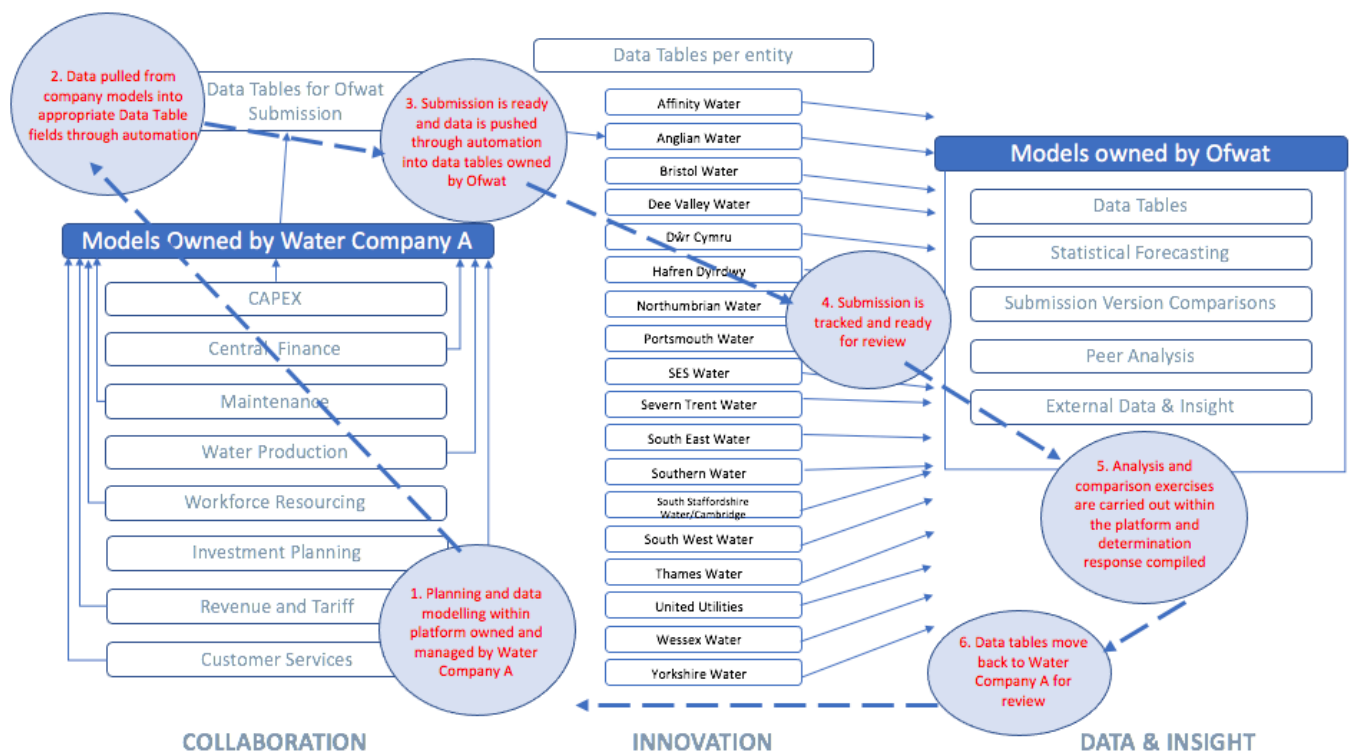 Data Tables per entity
2. Data pulled from
company models into
appropriate Data Table
fields through automation
Data Tables for Ofwat
Submission
3. Submission is ready
and data is pushed
through automation
into data tables owned
by Ofwat
Models Owned by Water Company A
CAPEX
Central Finance
Maintenance
Water Production
Workforce Resourcing
Investment Planning
Revenue and Tariff
Customer Services
1. Planning and data
modelling within
platform owned and
managed by Water
Company A
Affinity Water
Anglian Water
Bristol Water
Dee Valley Water
Dŵr Cymru
Hafren Dyfrdwy
Northumbrian Water
Portsmouth Water
SES Water
Severn Trent Water
South East Water
Southern Water
South Staffordshire
Water/Cambridge
South West Water
Thames Water
United Utilities
Wessex Water
Yorkshire Water
4. Submission is
tracked and ready
for review
Models owned by Ofwat
Data Tables
Statistical Forecasting
Submission Version Comparisons
Peer Analysis
External Data & Insight
5. Analysis and
comparison exercises
are carried out within
the platform and
determination
response compiled
6. Data tables move
back to Water
Company A for
review
COLLABORATION
INNOVATION
DATA & INSIGHT